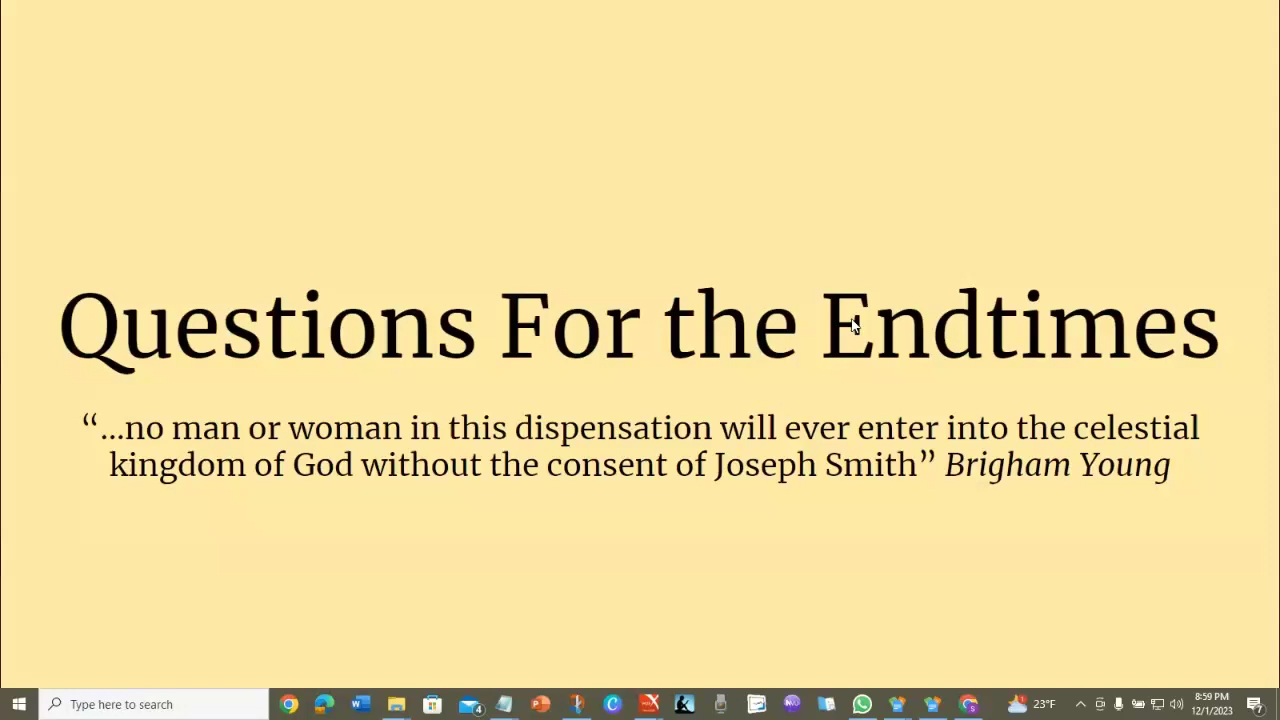 Questions For the Endtimes
“...no man or woman in this dispensation will ever enter into the celestial
kingdom of God without the consent of Joseph Smith” Brigham Young
Type here to search
4
23°F
8:59 PM
12/1/2023
7